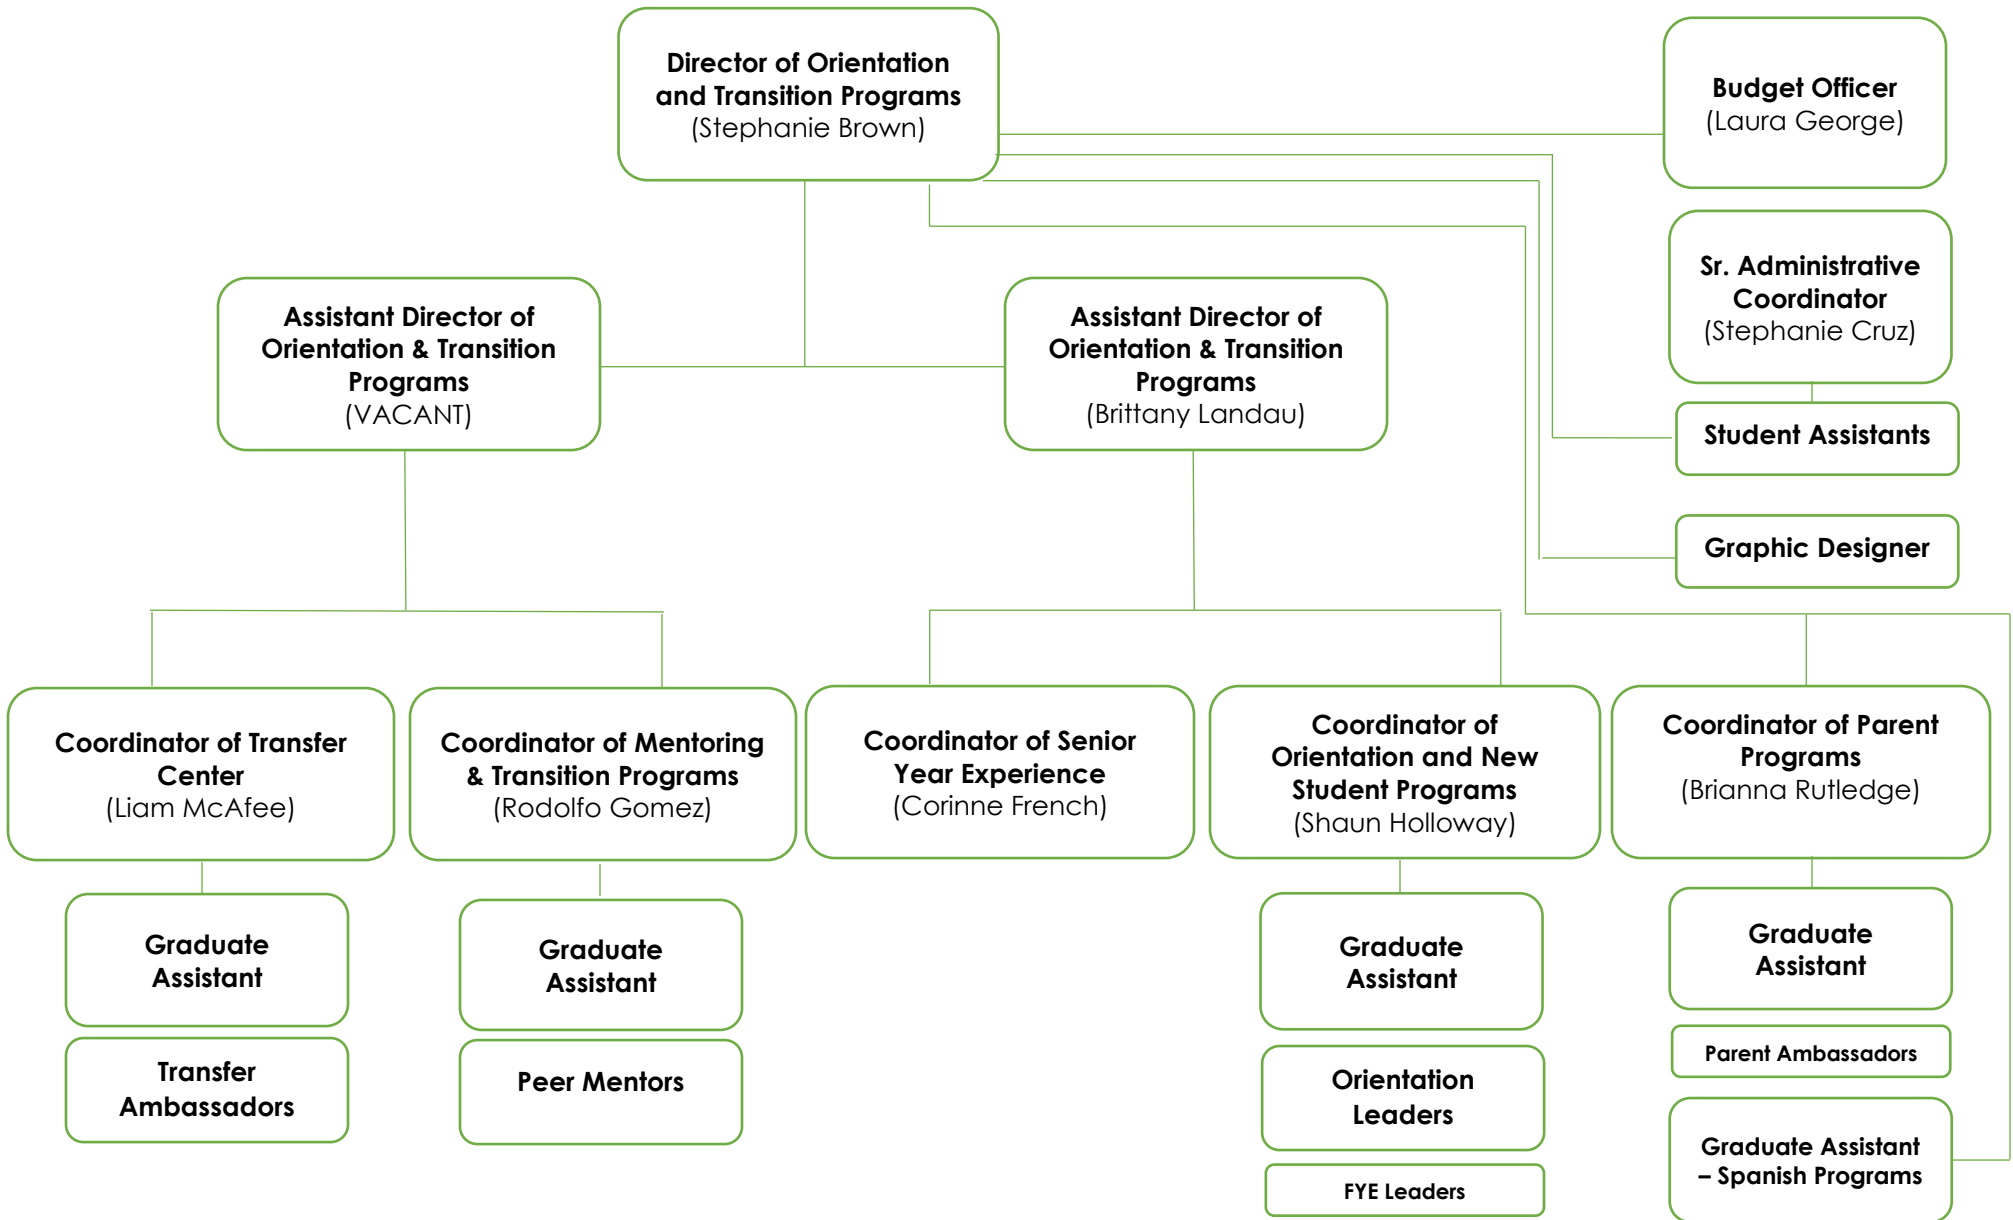 Director of Orientation
and Transition Programs
(Stephanie Brown)
Budget Officer
(Laura George)
Sr. Administrative
Coordinator
(Stephanie Cruz)
Student Assistants
Graphic Designer
Assistant Director of
Orientation & Transition
Programs
(VACANT)
Assistant Director of
Orientation & Transition
Programs
(Brittany Landau)
Coordinator of Transfer
Center
(Liam McAfee)
Coordinator of Mentoring
& Transition Programs
(Rodolfo Gomez)
Coordinator of Senior
Year Experience
(Corinne French)
Coordinator of
Orientation and New
Student Programs
(Shaun Holloway)
Coordinator of Parent
Programs
(Brianna Rutledge)
Graduate
Assistant
Transfer
Ambassadors
Graduate
Assistant
Peer Mentors
Graduate
Assistant
Orientation
Leaders
FYE Leaders
Graduate
Assistant
Parent Ambassadors
Graduate Assistant
– Spanish Programs